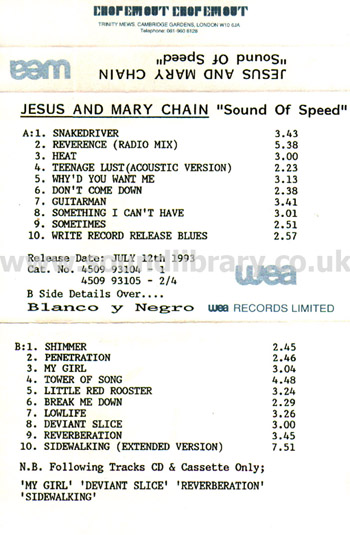 CHOP EM OUT CHOP EM OUT
TRINITY MEWS, CAMBRIDGE GARDENS, LONDON W10 6JA
Telephone: 081 960 8128
wea
JESUS AND MARY CHAIN
"Sound Of Speed"
JESUS AND MARY CHAIN "Sound Of Speed"
A:1. SNAKEDRIVER 3.43
2. REVERENCE (RADIO MIX) 5.38
3. HEAT 3.00
4. TEENAGE LUST(ACOUSTIC VERSION) 2.23
5. WHY'D YOU WANT ME 3.13
6. DON'T COME DOWN 2.38
7. GUITARMAN 3.41
8. SOMETHING I CAN'T HAVE 3.01
9. SOMETIMES 2.51
10. WRITE RECORD RELEASE BLUES 2.57
Release Date: JULY 12th 1993
Cat. No. 4509 93104 - 1
4509 93105 - 2/4
wea
B Side Details Over....
Blanco y Negro wea RECORDS LIMITED
B:1. SHIMMER 2.45
2. PENETRATION 2.46
3. MY GIRL 3.04
4. TOWER OF SONG 4.48
5. LITTLE RED ROOSTER 3.24
6. BREAK ME DOWN 2.29
7. LOWLIFE 3.26
8. DEVIANT SLICE 3.00
9. REVERBERATION 3.45
10. SIDEWALKING (EXTENDED VERSION) 7.51
N.B. Following Tracks CD & Cassette Only;
'MY GIRL' 'DEVIANT SLICE' 'REVERBERATION'
'SIDEWALKING'